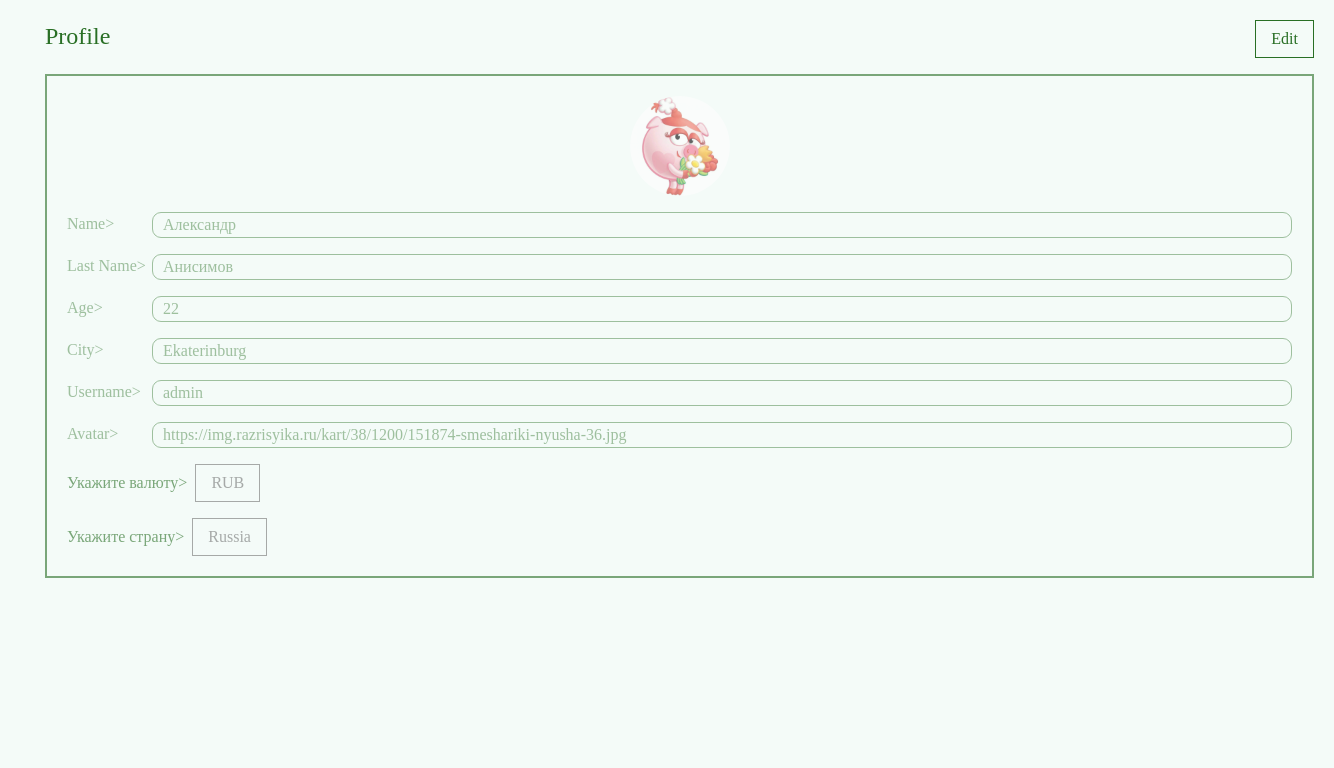 Profile
Edit
Name> Александр
Last Name> Анисимов
Age> 22
City> Ekaterinburg
Username> admin
Avatar> https://img.razrisyika.ru/kart/38/1200/151874-smeshariki-nyusha-36.jpg
Укажите валюту> RUB
Укажите страну> Russia